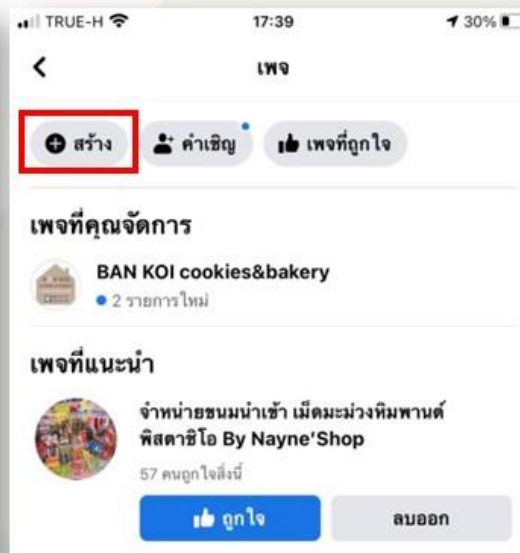 TRUE-H 17:39 30%
เพจ
สร้าง คำเชิญ เพจที่ถูกใจ
เพจที่คุณจัดการ
BAN KOI cookies&bakery
2 รายการใหม่
เพจที่แนะนำ
จำหน่ายขนมนำเข้า เม็ดมะม่วงหิมพานต์
พิสตาชิโอ By Nayne'Shop
57 คนถูกใจสิ่งนี้
ถูกใจ ลบออก